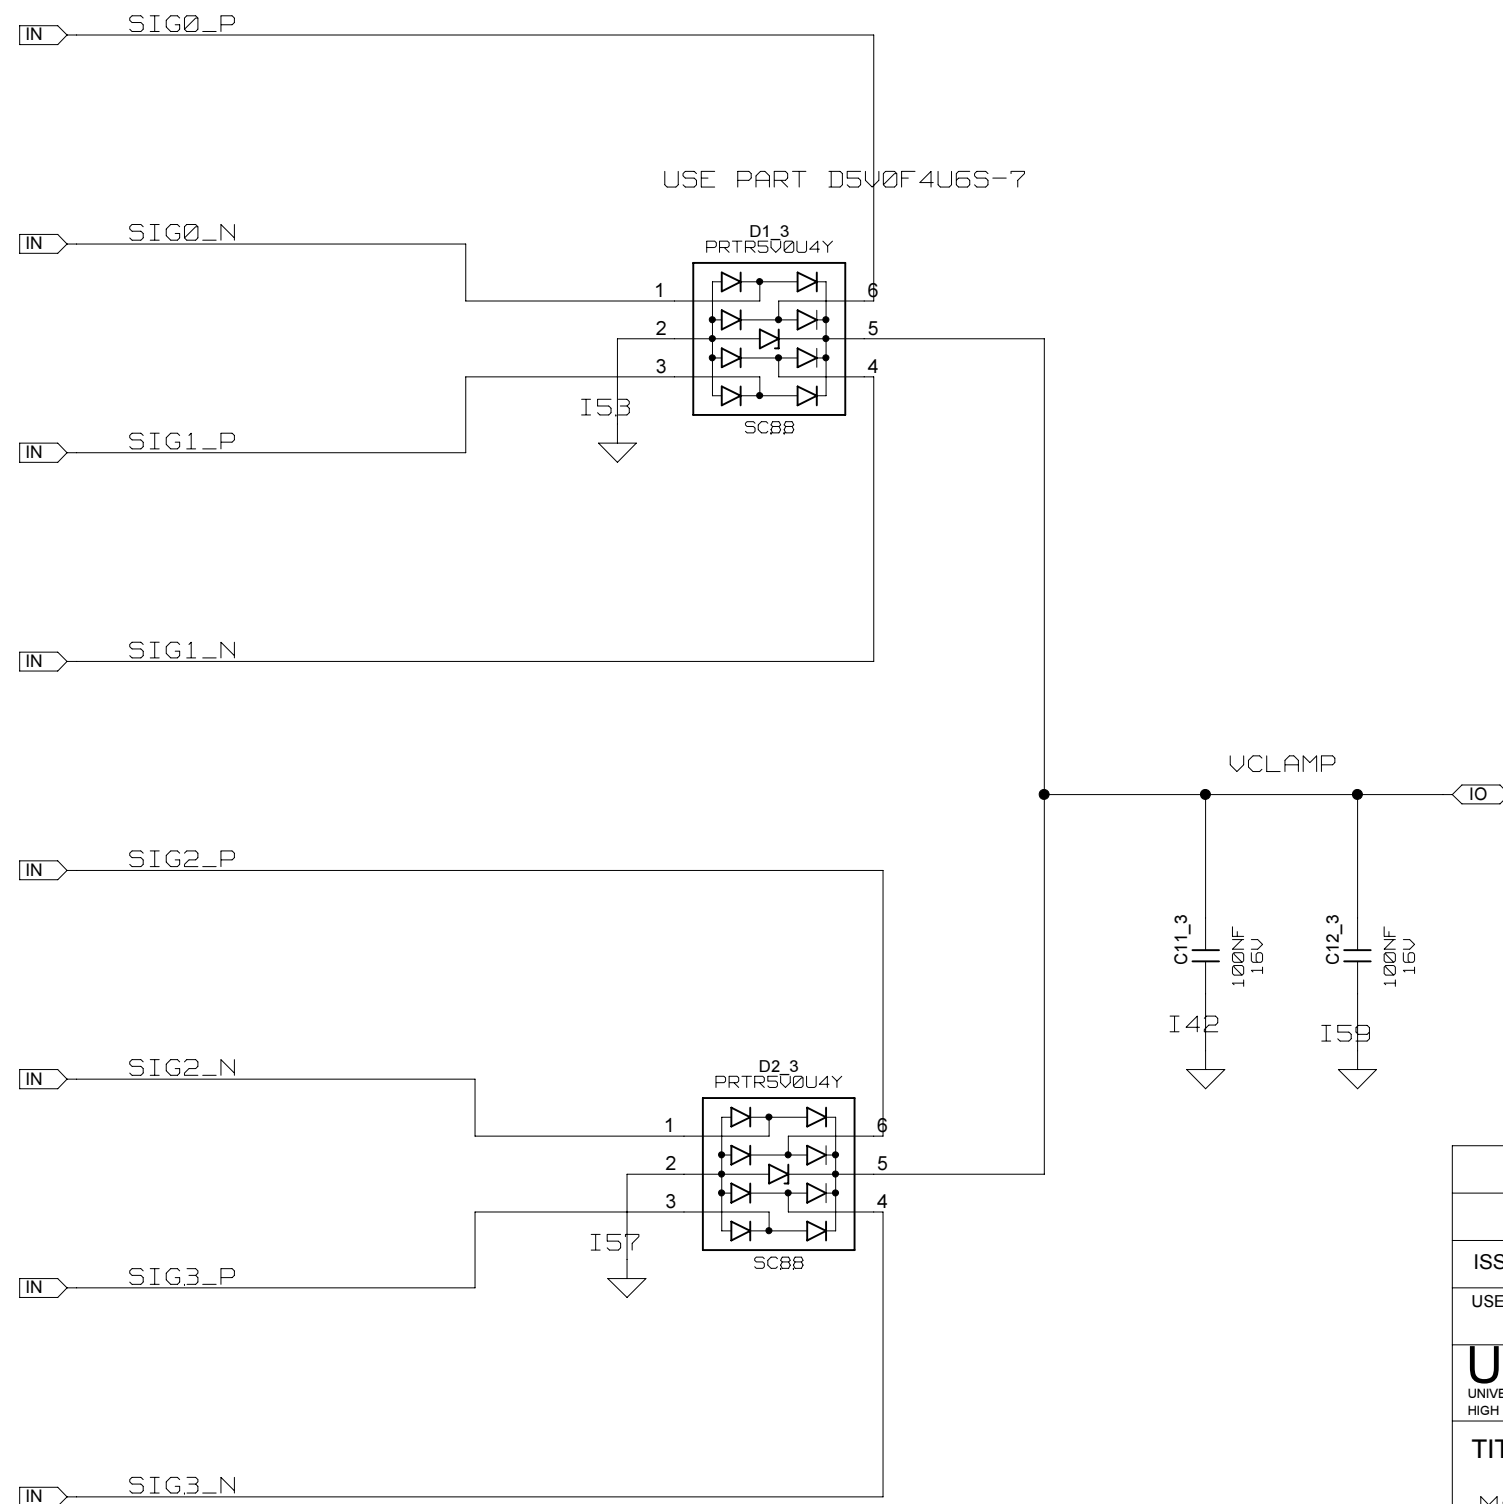 IN SIG0_P
USE PART D5V0F4U6S-7
IN SIG0_N
D1_3
PRTR5V0U4Y
1 6
2 5
3 4
I53
SC88
IN SIG1_P
IN SIG1_N
VCLAMP
IO
IN SIG2_P
C11_3
100NF
16V
C12_3
100NF
16V
I42
I59
IN SIG2_N
D2_3
PRTR5V0U4Y
1 6
2 5
3 4
I57
SC88
IN SIG3_P
IN SIG3_N
ISS
USE
U
UNIVE
HIGH
TIT